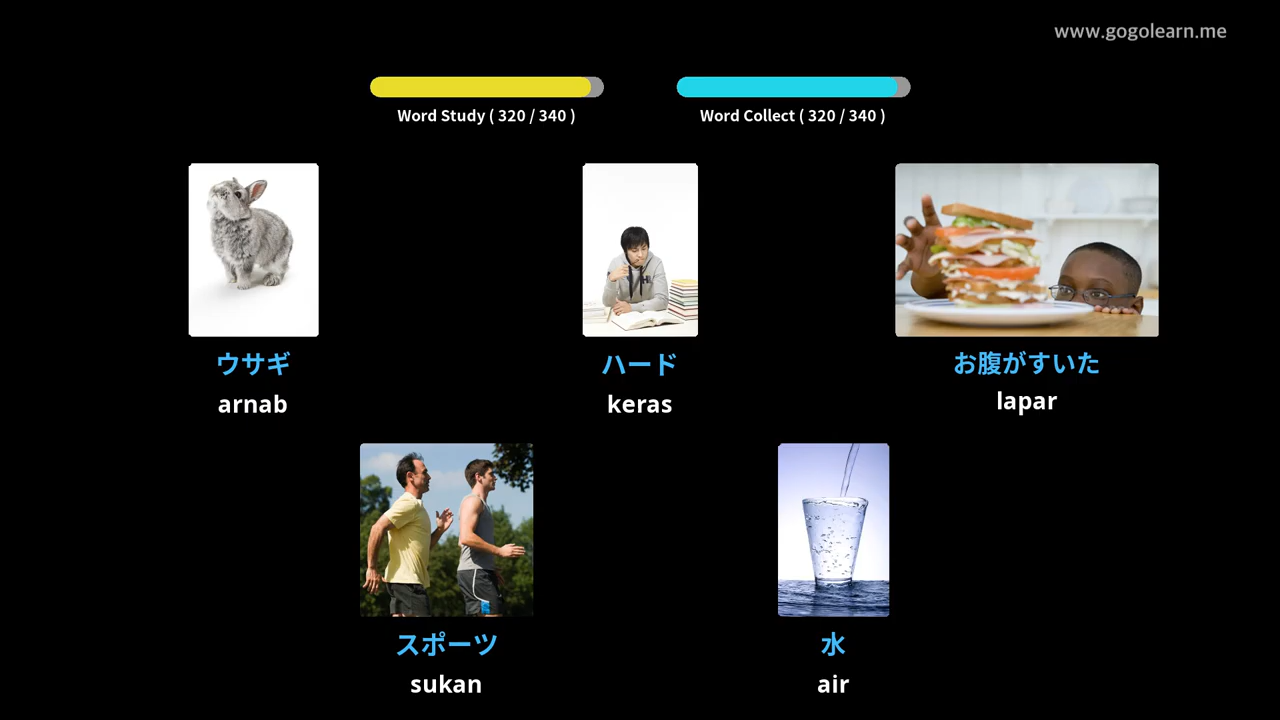 www.gogolearn.me
Word Study ( 320 / 340 )
Word Collect ( 320 / 340 )
ウサギ
arnab
ハード
keras
お腹がすいた
lapar
スポーツ
sukan
水
air